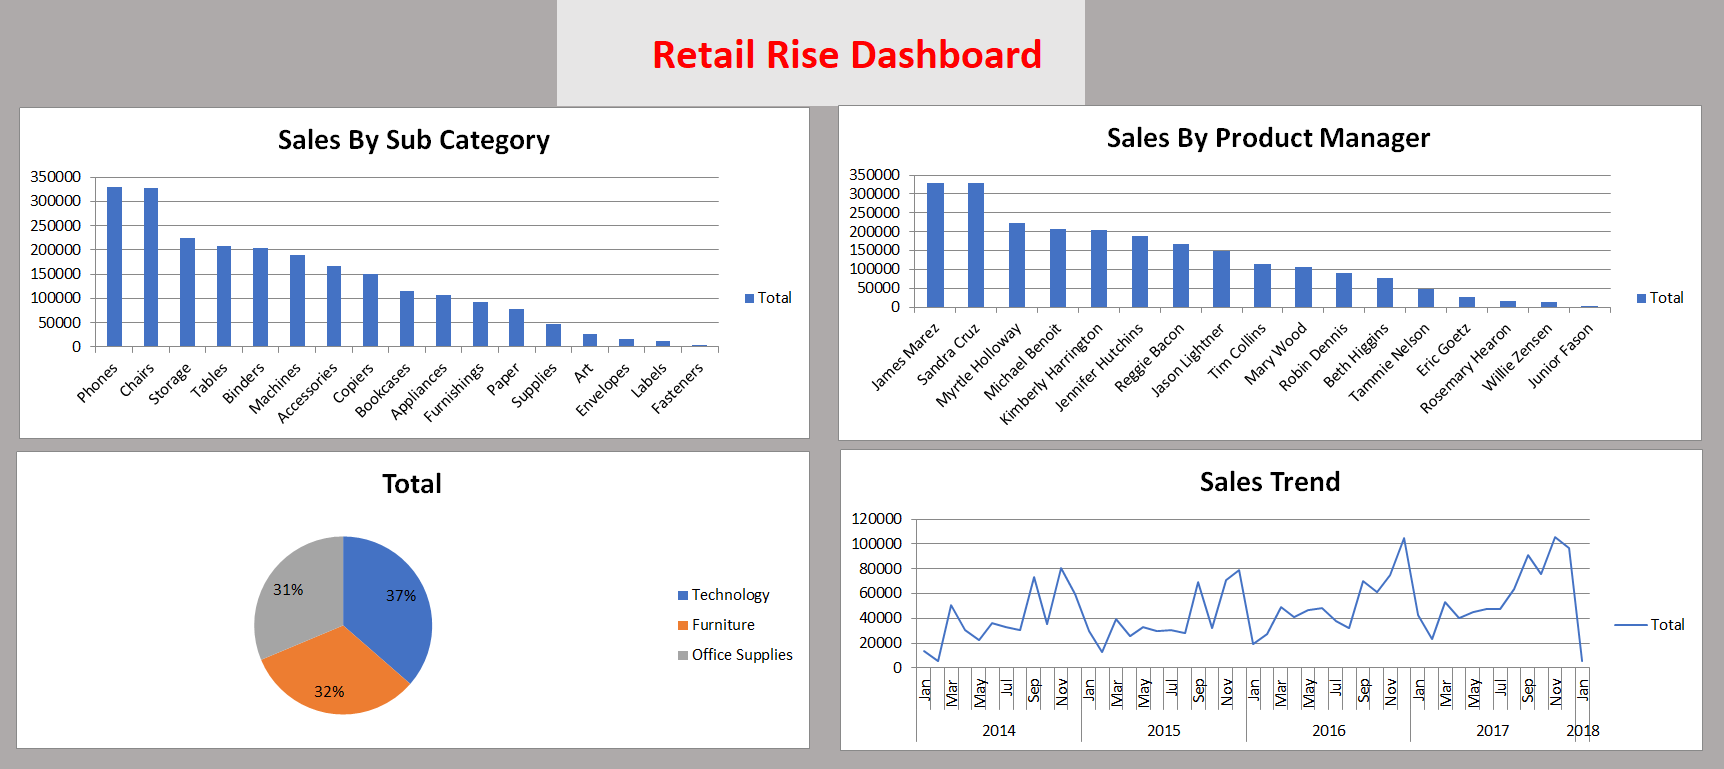 Retail Rise Dashboard
Sales By Sub Category
350000
300000
250000
200000
150000
100000
50000
0
Phones
Chairs
Storage
Tables
Binders
Machines
Accessories
Copiers
Bookcases
Appliances
Furnishings
Paper
Supplies
Art
Envelopes
Labels
Fasteners
Total
Sales By Product Manager
350000
300000
250000
200000
150000
100000
50000
0
James Marez
Sandra Cruz
Myrtle Holloway
Michael Benoit
Kimberly Harrington
Jennifer Hutchins
Reggie Bacon
Jason Lightner
Tim Collins
Mary Wood
Robin Dennis
Beth Higgins
Tammie Nelson
Eric Goetz
Rosemary Hearon
Willie Zensen
Junior Fason
Total
Total
37%
32%
31%
Technology
Furniture
Office Supplies
Sales Trend
120000
100000
80000
60000
40000
20000
0
Jan Mar May Jul Sep Nov Jan Mar May Jul Sep Nov Jan Mar May Jul Sep Nov Jan Mar May Jul Sep Nov Jan
2014 2015 2016 2017 2018
Total